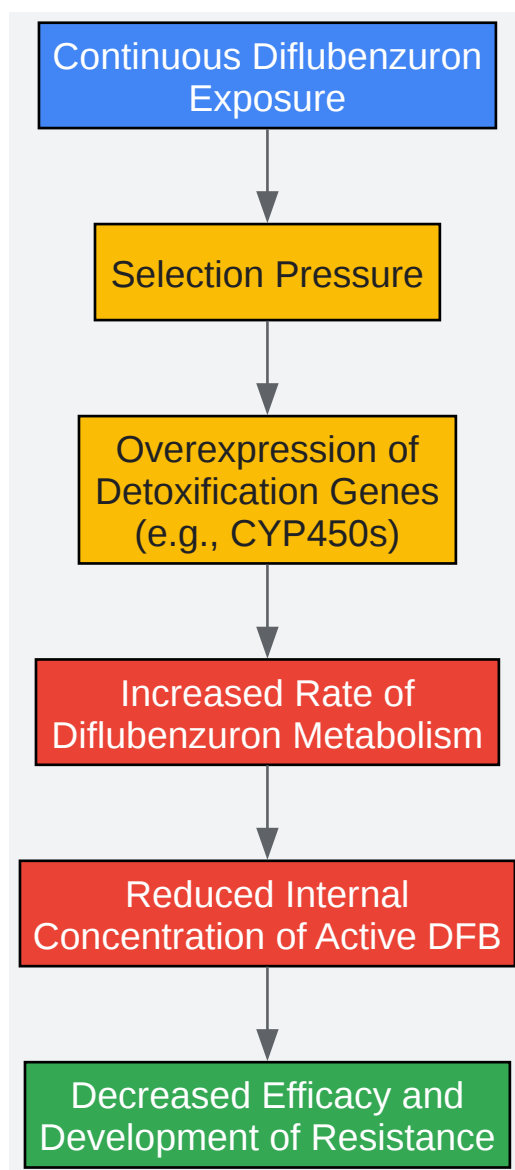 Continuous Diflubenzuron
Exposure
Selection Pressure
Overexpression of
Detoxification Genes
(e.g., CYP450s)
Increased Rate of
Diflubenzuron Metabolism
Reduced Internal
Concentration of Active DFB
Decreased Efficacy and
Development of Resistance